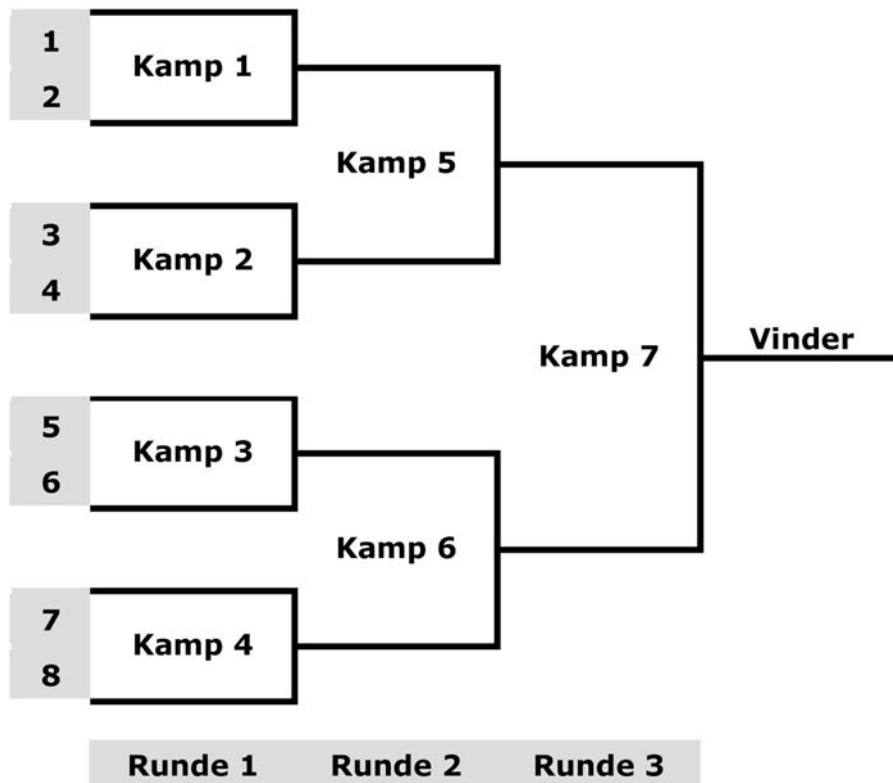 1
Kamp 1
2
Kamp 5
3
Kamp 2
4
Vinder
Kamp 7
5
Kamp 3
6
Kamp 6
7
Kamp 4
8
Runde 1 Runde 2 Runde 3